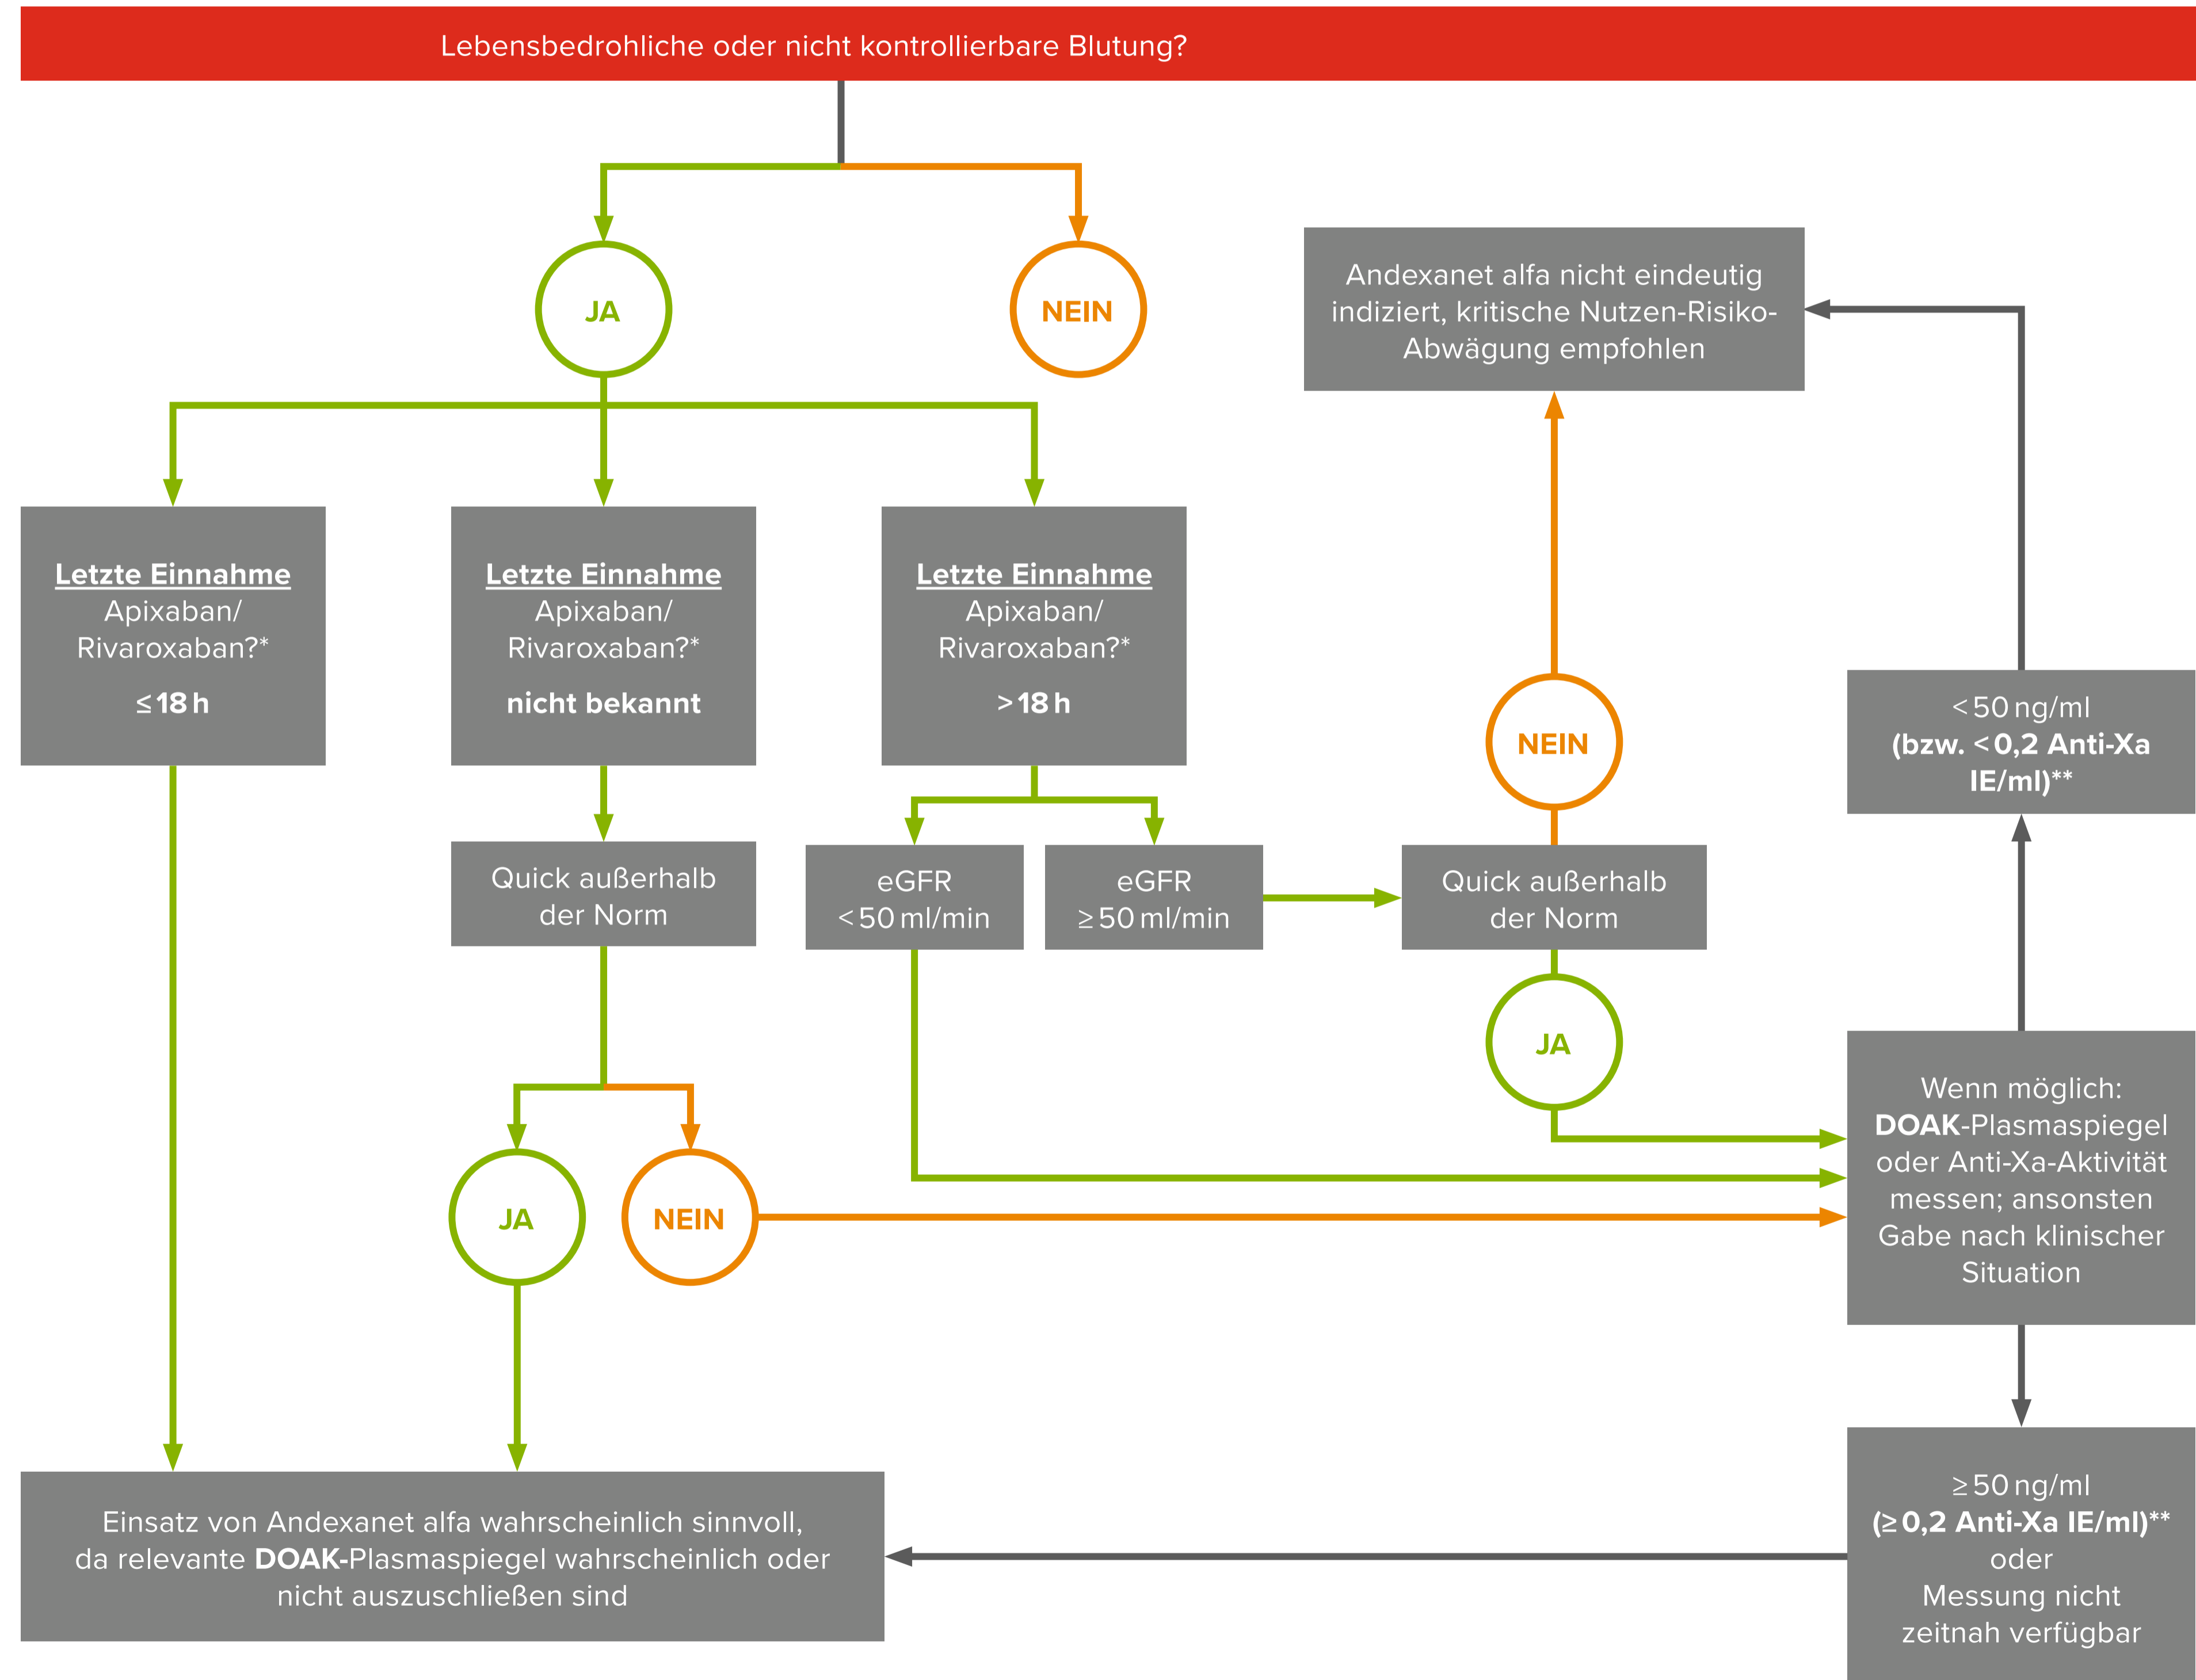 Lebensbedrohliche oder nicht kontrollierbare Blutung?
JA
NEIN
Andexanet alfa nicht eindeutig
indiziert, kritische Nutzen-Risiko-
Abwägung empfohlen
Letzte Einnahme
Apixaban/
Rivaroxaban?*
≤ 18 h
Letzte Einnahme
Apixaban/
Rivaroxaban?*
nicht bekannt
Letzte Einnahme
Apixaban/
Rivaroxaban?*
> 18 h
NEIN
< 50 ng/ml
(bzw. < 0,2 Anti-Xa
IE/ml)**
Quick außerhalb
der Norm
eGFR
< 50 ml/min
eGFR
≥ 50 ml/min
Quick außerhalb
der Norm
JA
Wenn möglich:
DOAK-Plasmaspiegel
oder Anti-Xa-Aktivität
messen; ansonsten
Gabe nach klinischer
Situation
JA
NEIN
Einsatz von Andexanet alfa wahrscheinlich sinnvoll,
da relevante DOAK-Plasmaspiegel wahrscheinlich oder
nicht auszuschließen sind
≥ 50 ng/ml
(≥ 0,2 Anti-Xa IE/ml)**
oder
Messung nicht
zeitnah verfügbar